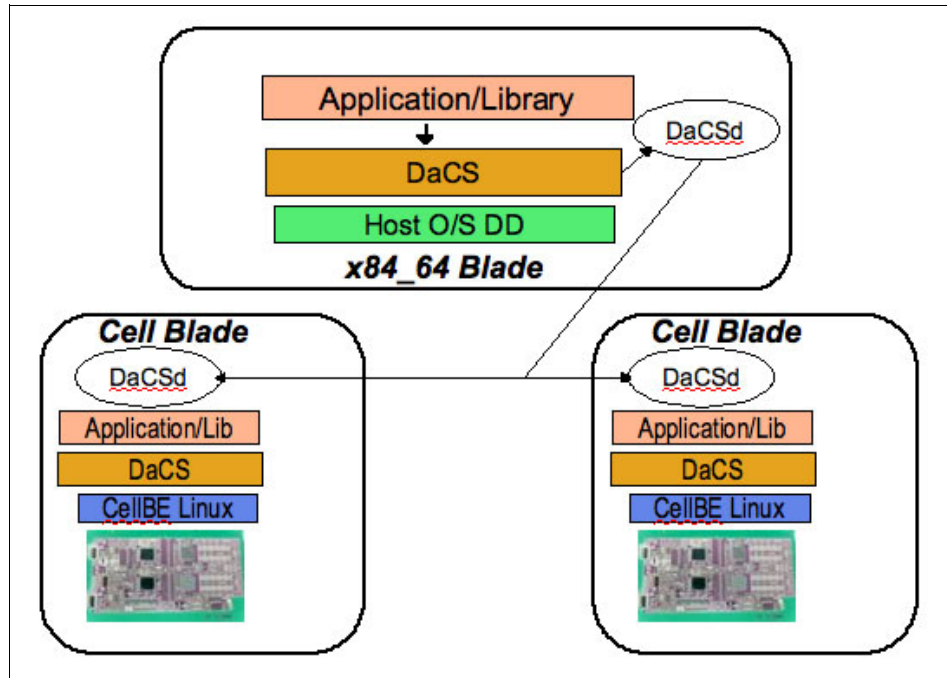 Application/Library
DaCSd
DaCS
Host O/S DD
x84_64 Blade
Cell Blade
DaCSd
Application/Lib
DaCS
CellBE Linux
Cell Blade
DaCSd
Application/Lib
DaCS
CellBE Linux